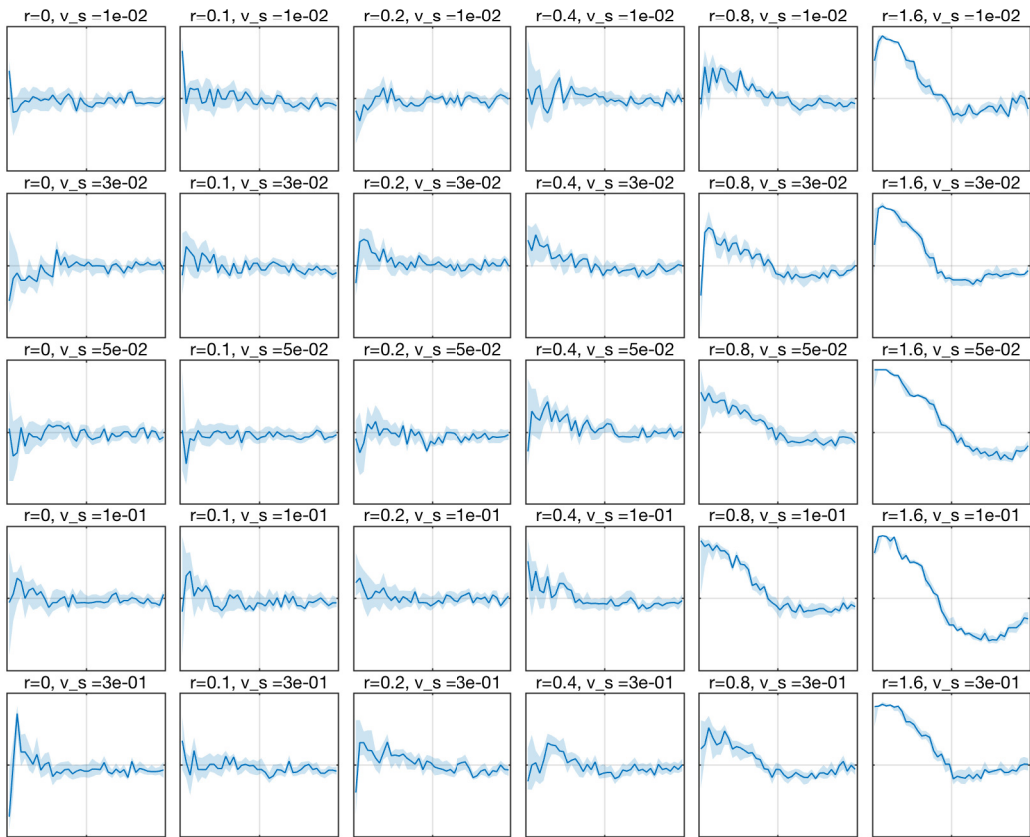 r=0, v_s =1e-02
r=0.1, v_s =1e-02
r=0.2, v_s =1e-02
r=0.4, v_s =1e-02
r=0.8, v_s =1e-02
r=1.6, v_s =1e-02
r=0, v_s =3e-02
r=0.1, v_s =3e-02
r=0.2, v_s =3e-02
r=0.4, v_s =3e-02
r=0.8, v_s =3e-02
r=1.6, v_s =3e-02
r=0, v_s =5e-02
r=0.1, v_s =5e-02
r=0.2, v_s =5e-02
r=0.4, v_s =5e-02
r=0.8, v_s =5e-02
r=1.6, v_s =5e-02
r=0, v_s =1e-01
r=0.1, v_s =1e-01
r=0.2, v_s =1e-01
r=0.4, v_s =1e-01
r=0.8, v_s =1e-01
r=1.6, v_s =1e-01
r=0, v_s =3e-01
r=0.1, v_s =3e-01
r=0.2, v_s =3e-01
r=0.4, v_s =3e-01
r=0.8, v_s =3e-01
r=1.6, v_s =3e-01